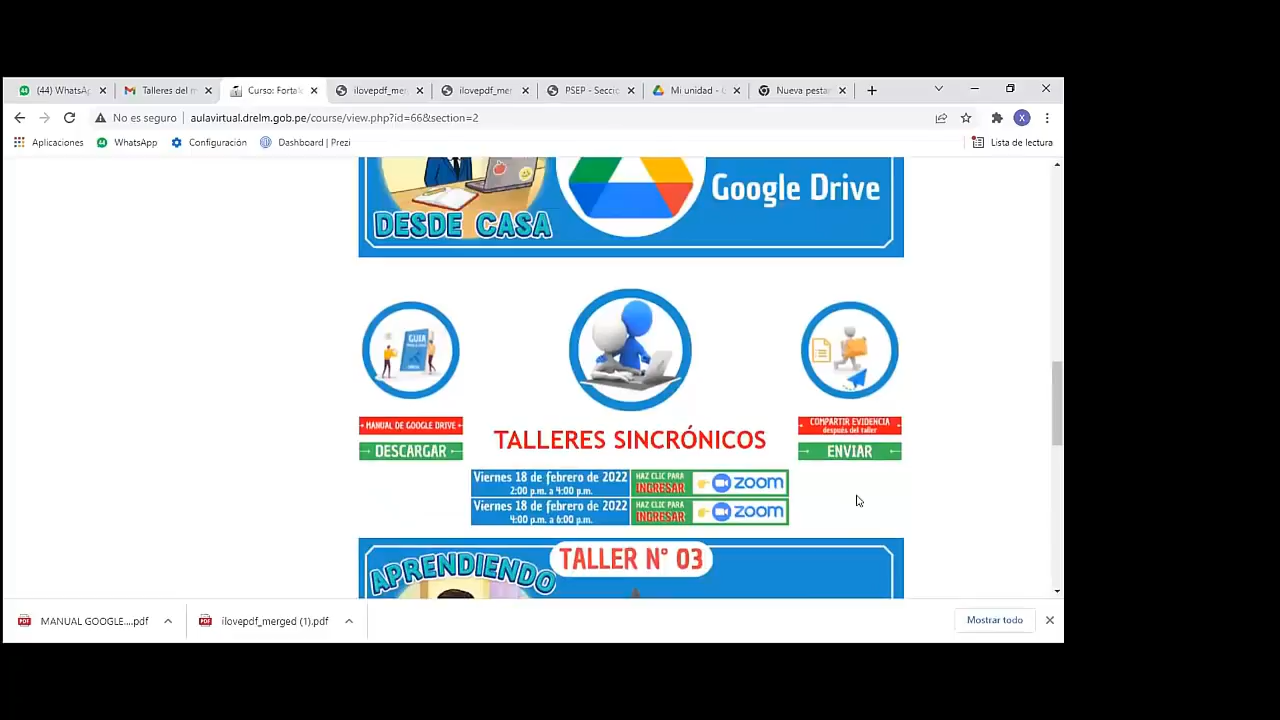 (44) WhatsAp
Talleres del m
Curso: Fortale
ilovepdf_mer
ilovepdf_mer
PSEP - Secci
Mi unidad - G
Nueva pestañ
No es seguro
aulavirtual.drelm.gob.pe/course/view.php?id=66&section=2
X
Aplicaciones
WhatsApp
Configuración
Dashboard | Prezi
Lista de lectura
DESDE CASA
Google Drive
GUIA
MANUAL DE GOOGLE DRIVE
DESCARGAR
TALLERES SINCRÓNICOS
COMPARTIR EVIDENCIA
después del taller
ENVIAR
Viernes 18 de febrero de 2022
2:00 p.m. a 4:00 p.m.
HAZ CLIC PARA
INGRESAR
zoom
Viernes 18 de febrero de 2022
4:00 p.m. a 6:00 p.m.
HAZ CLIC PARA
INGRESAR
zoom
APRENDIENDO
TALLER N° 03
MANUAL GOOGLE....pdf
ilovepdf_merged (1).pdf
Mostrar todo